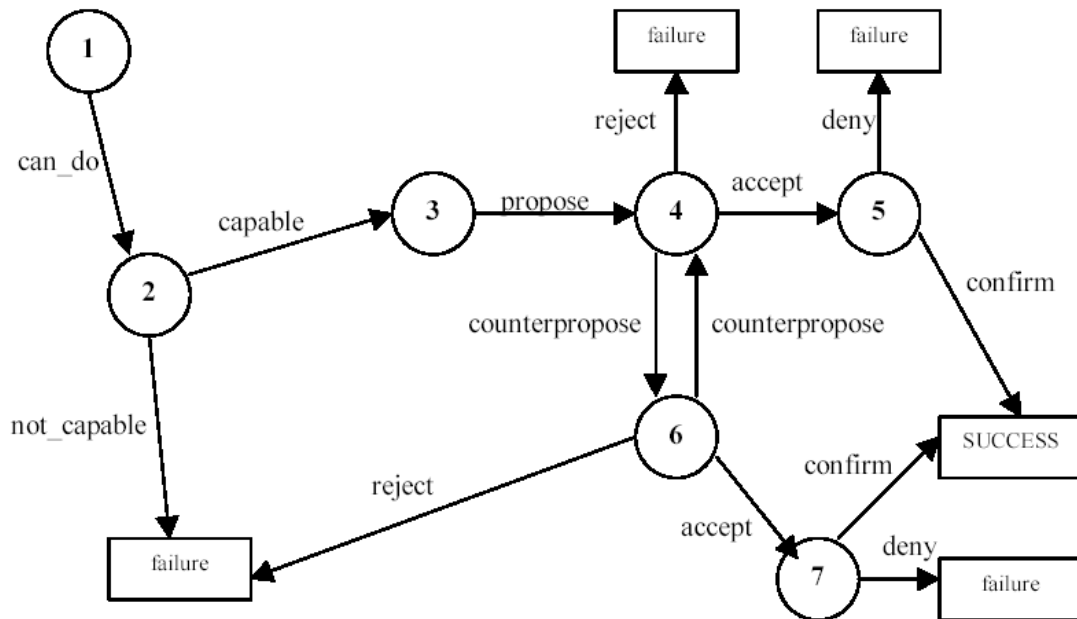 1
failure
failure
reject
deny
can_do
accept
3
propose
4
5
capable
2
confirm
counterpropose
counterpropose
not_capable
6
SUCCESS
reject
confirm
accept
deny
failure
7
failure